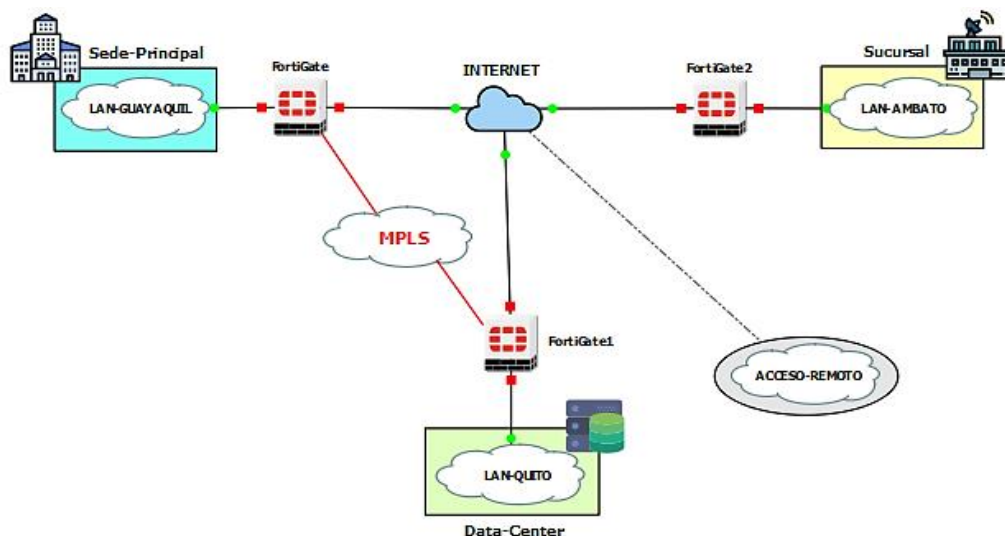 Sede-Principal
Sucursal
FortiGate
INTERNET
FortiGate2
LAN-GUAYAQUIL
LAN-AMBATO
MPLS
FortiGate1
ACCESO-REMOTO
LAN-QUITO
Data-Center